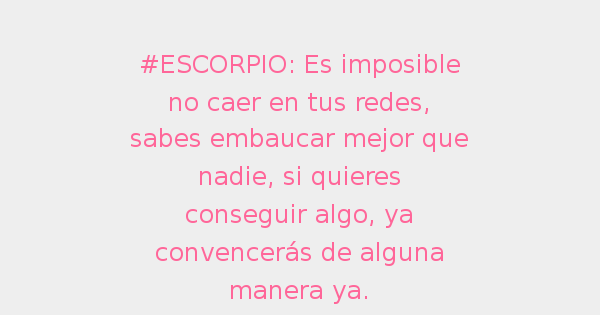 #ESCORPIO: Es imposible
no caer en tus redes,
sabes embaucar mejor que
nadie, si quieres
conseguir algo, ya
convencerás de alguna
manera ya.